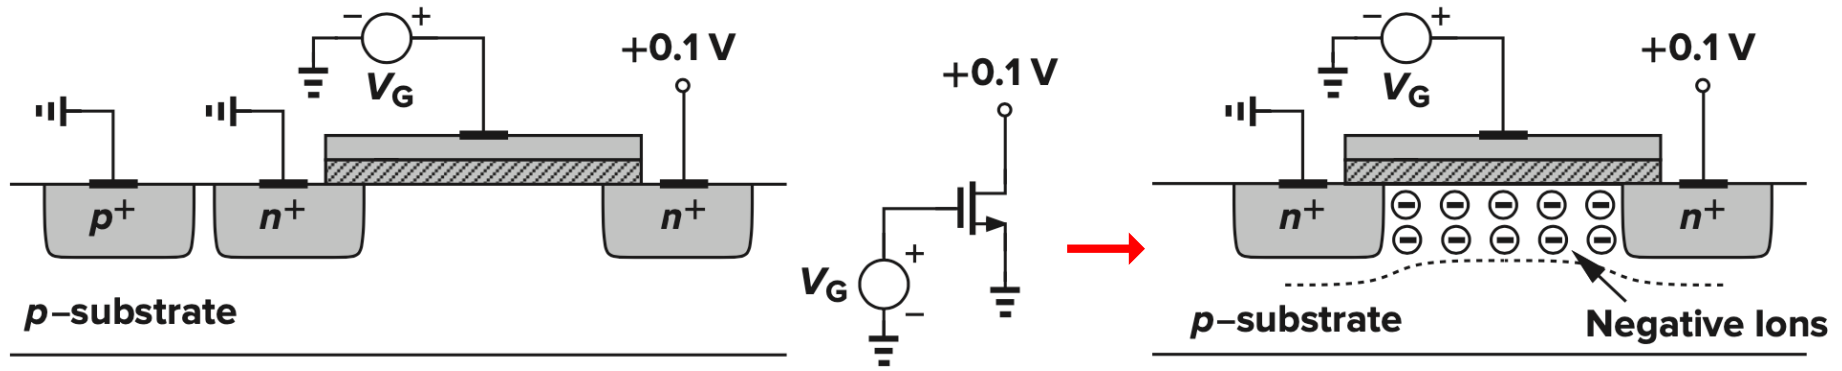 − +
V_G
+0.1 V
p+
n+
n+
p–substrate
+0.1 V
V_G
+
−
− +
V_G
+0.1 V
n+
n+
p–substrate
Negative Ions